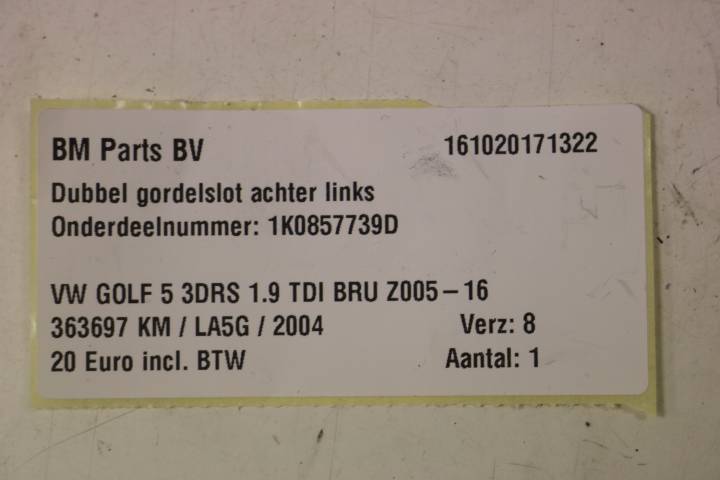 BM Parts BV 161020171322
Dubbel gordelslot achter links
Onderdeelnummer: 1K0857739D
VW GOLF 5 3DRS 1.9 TDI BRU Z005-16
363697 KM / LA5G / 2004 Verz: 8
20 Euro incl. BTW Aantal: 1